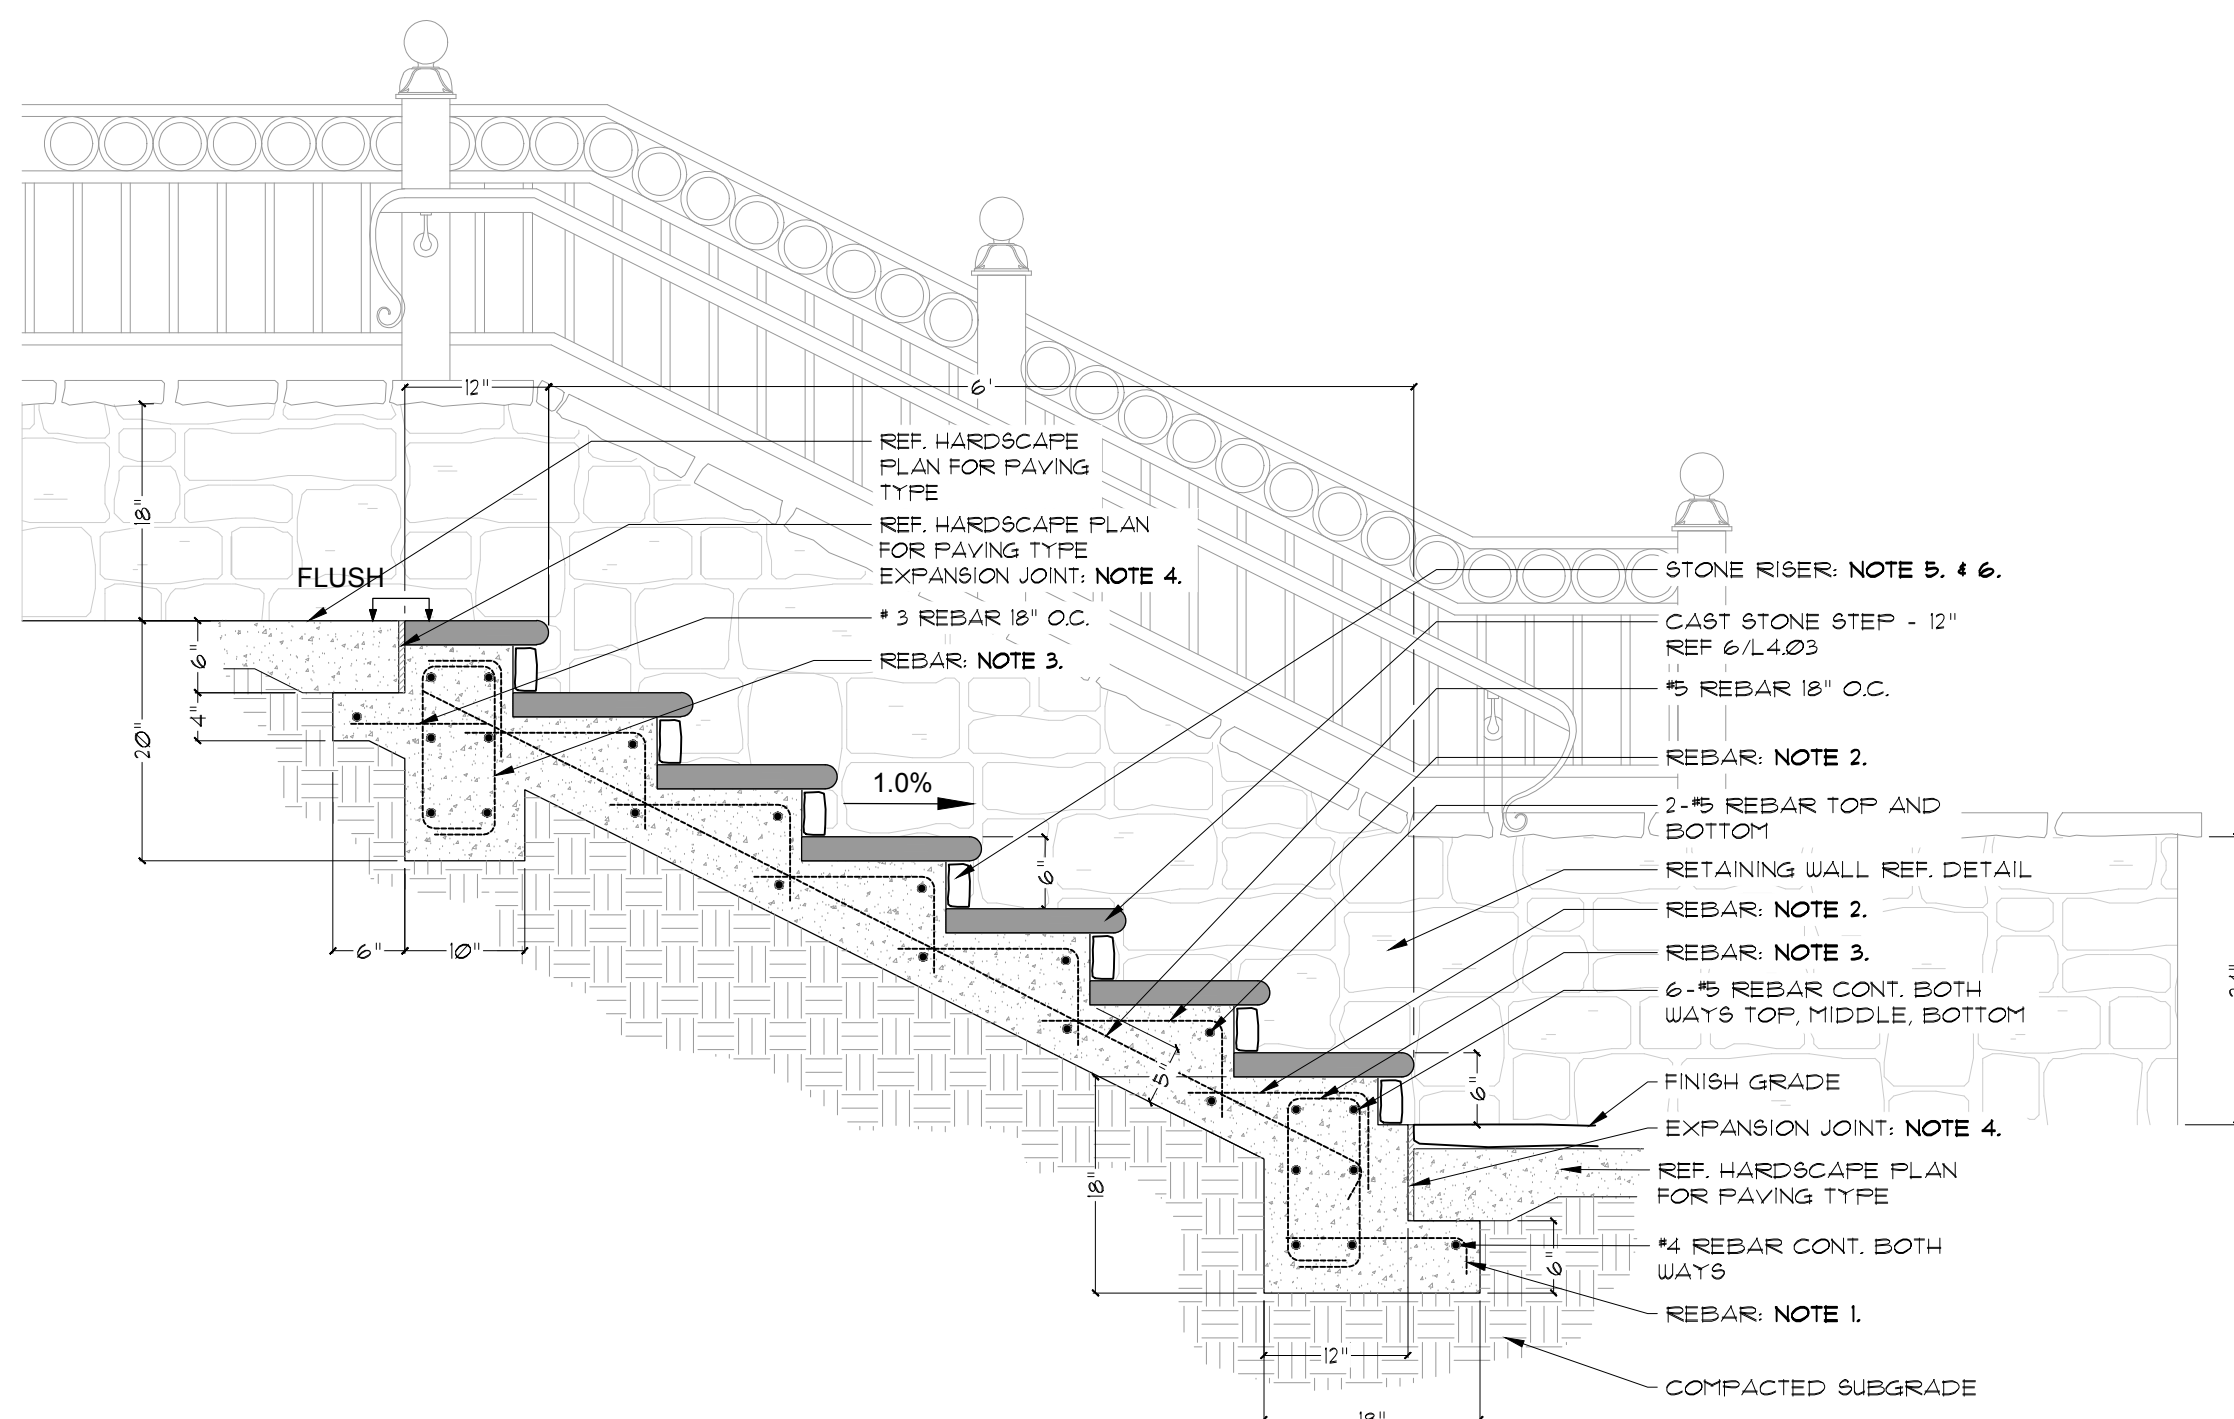 12"
6'
REF. HARDSCAPE
PLAN FOR PAVING
TYPE
REF. HARDSCAPE PLAN
FOR PAVING TYPE
EXPANSION JOINT: NOTE 4.
# 3 REBAR 18" O.C.
REBAR: NOTE 3.
18"
FLUSH
6"
4"
20"
6"
10"
1.0%
6"
5"
18"
6"
6"
12"
18"
STONE RISER: NOTE 5. & 6.
CAST STONE STEP - 12"
REF 6/L4.03
#5 REBAR 18" O.C.
REBAR: NOTE 2.
2-#5 REBAR TOP AND
BOTTOM
RETAINING WALL REF. DETAIL
REBAR: NOTE 2.
REBAR: NOTE 3.
6-#5 REBAR CONT. BOTH
WAYS TOP, MIDDLE, BOTTOM
FINISH GRADE
EXPANSION JOINT: NOTE 4.
REF. HARDSCAPE PLAN
FOR PAVING TYPE
#4 REBAR CONT. BOTH
WAYS
REBAR: NOTE 1.
COMPACTED SUBGRADE